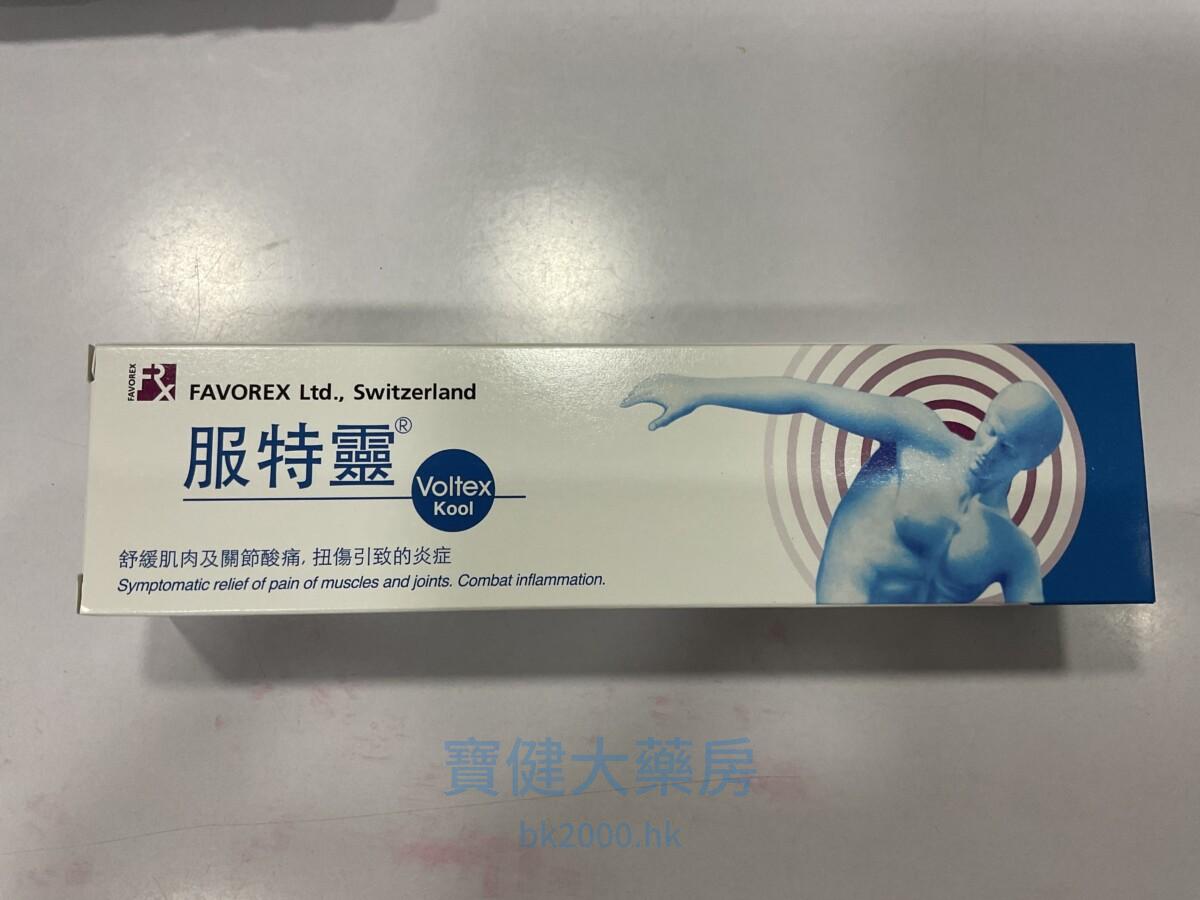 FAVOREX
FRX
FAVOREX Ltd., Switzerland
服特靈®
Voltex
Kool
舒緩肌肉及關節酸痛, 扭傷引致的炎症
Symptomatic relief of pain of muscles and joints. Combat inflammation.
寶健大藥房
bk2000.hk